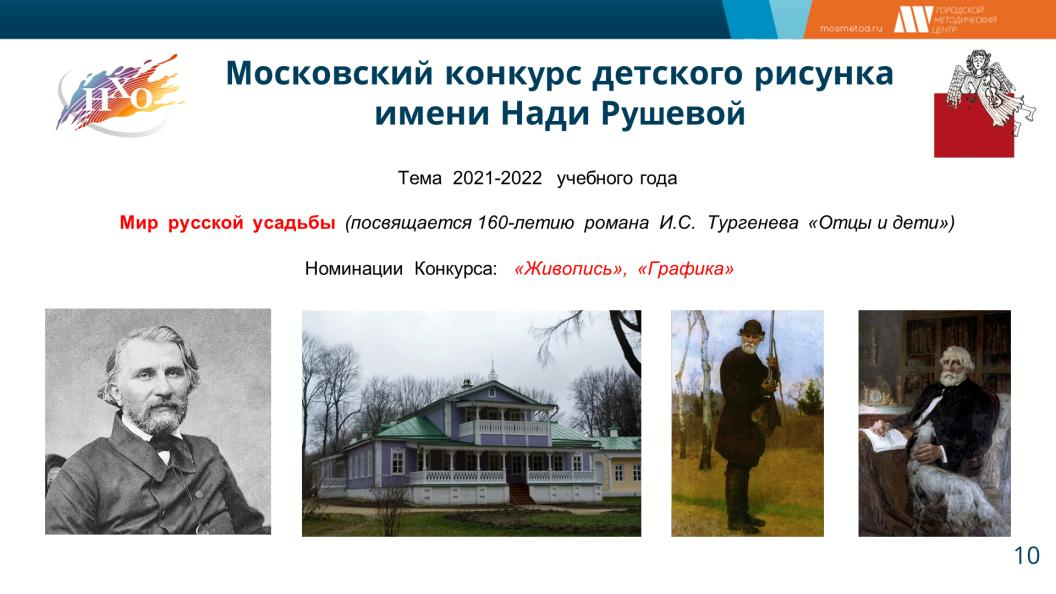 mosmetod.ru
ГОРОДСКОЙ
МЕТОДИЧЕСКИЙ
ЦЕНТР
ПХО
Московский конкурс детского рисунка
имени Нади Рушевой
Тема 2021-2022 учебного года
Мир русской усадьбы (посвящается 160-летию романа И.С. Тургенева «Отцы и дети»)
Номинации Конкурса: «Живопись», «Графика»
10